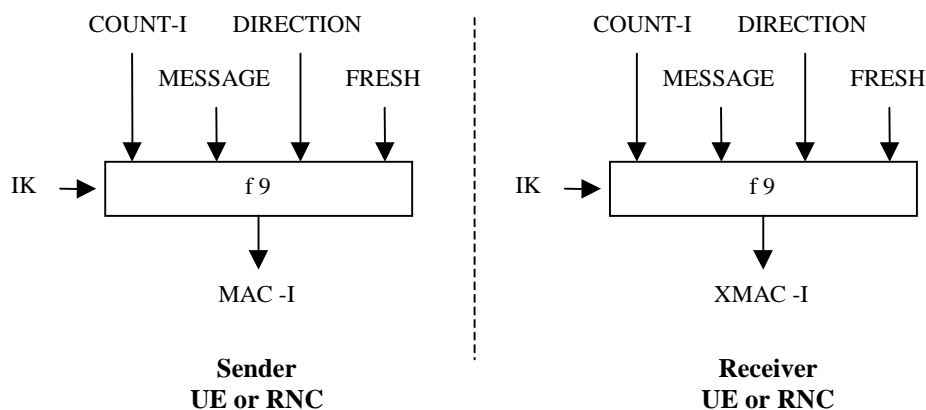 COUNT-I DIRECTION
MESSAGE FRESH
IK f 9
MAC -I
Sender
UE or RNC
COUNT-I DIRECTION
MESSAGE FRESH
IK f 9
XMAC -I
Receiver
UE or RNC